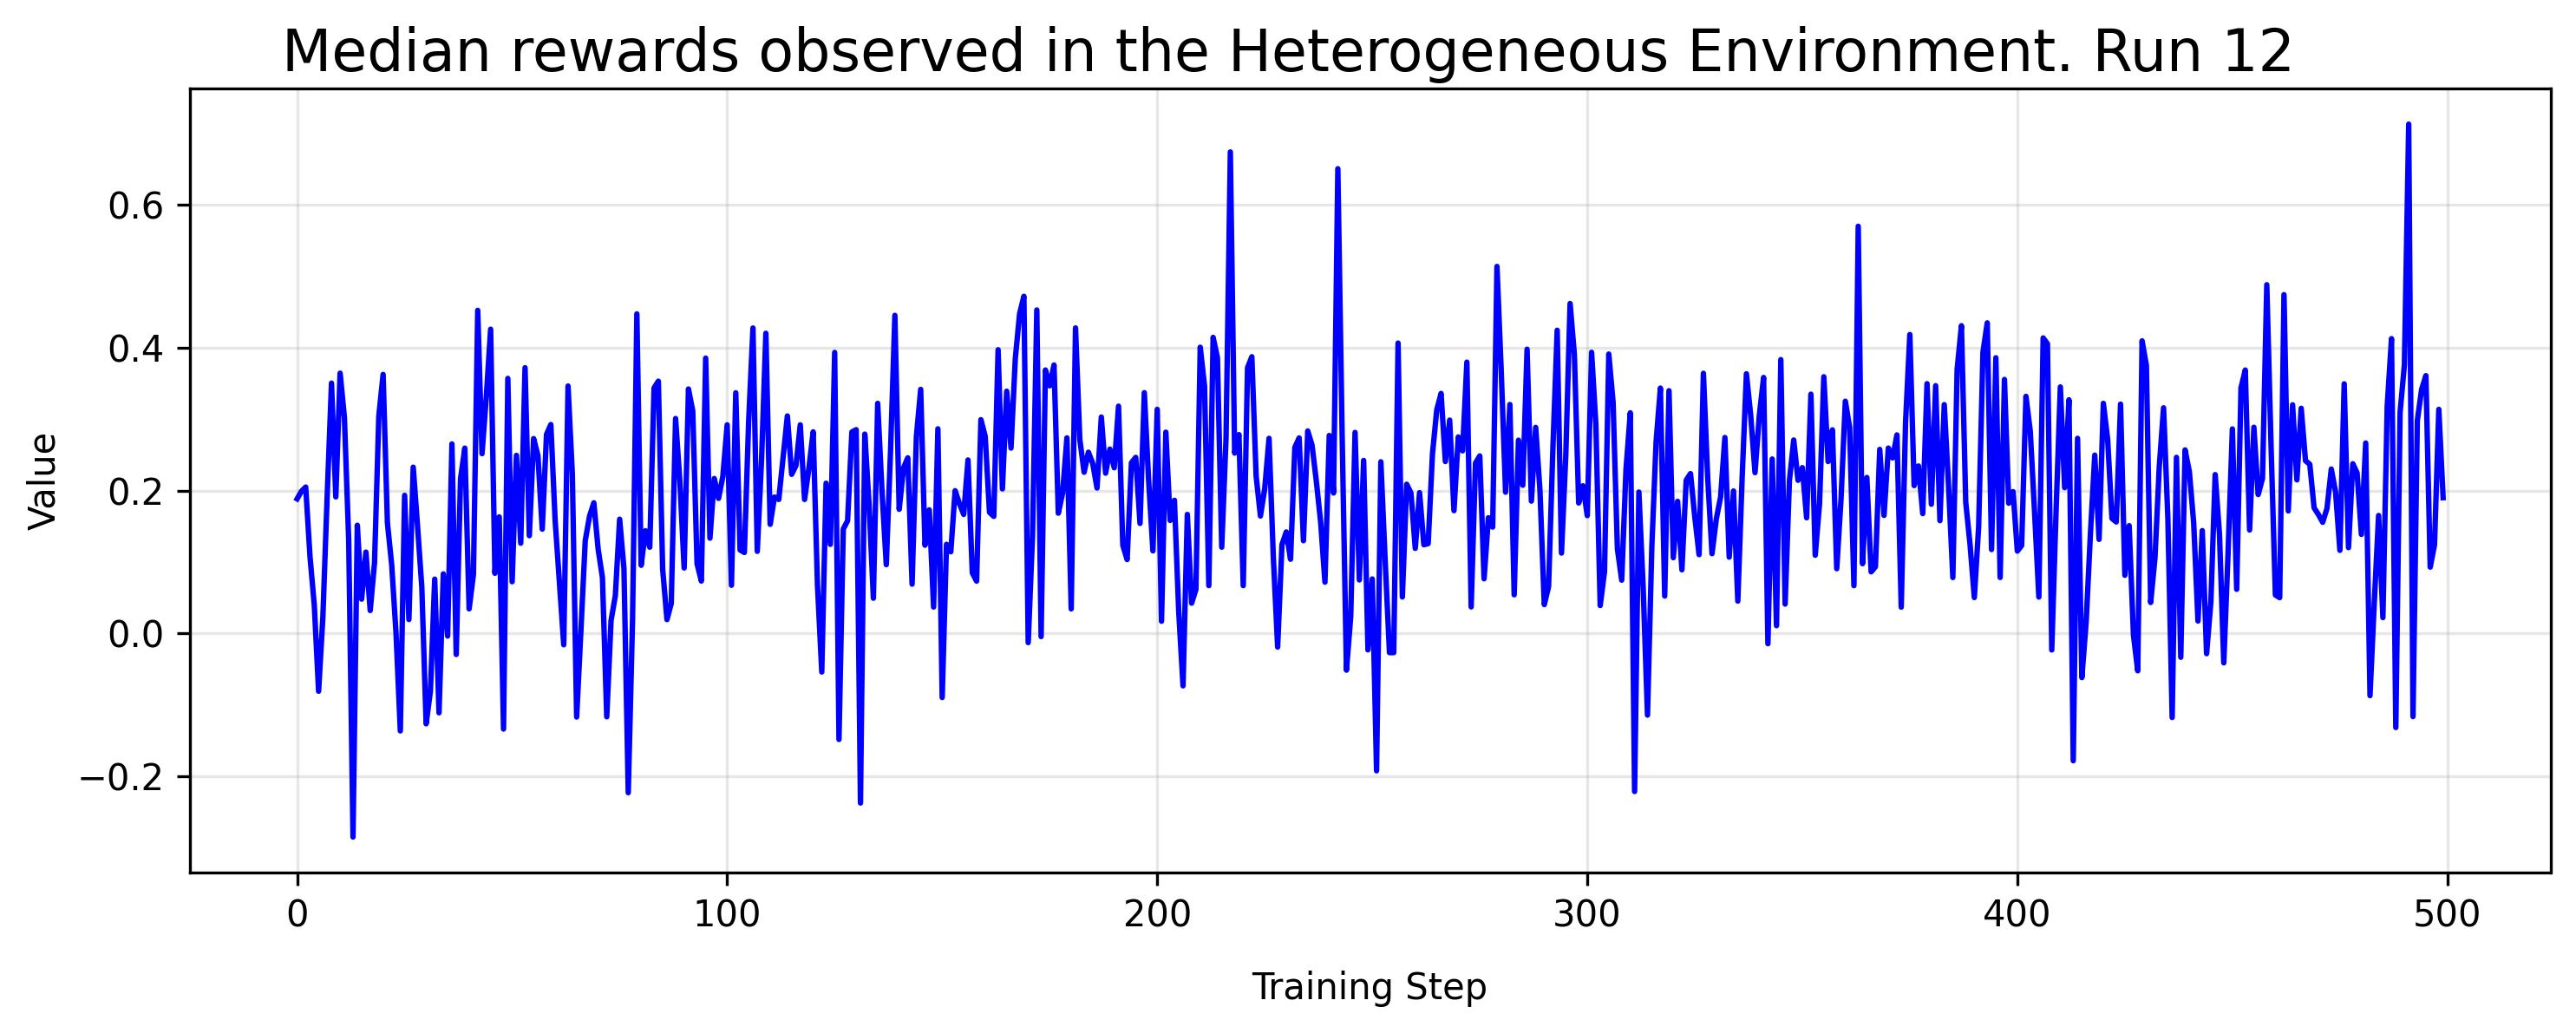 Median rewards observed in the Heterogeneous Environment. Run 12
Value
0.6
0.4
0.2
0.0
−0.2
0 100 200 300 400 500
Training Step